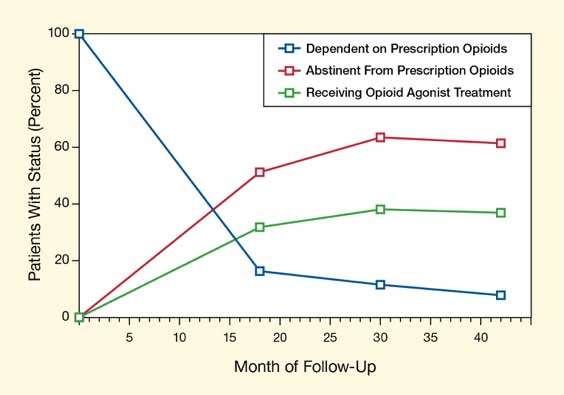 Dependent on Prescription Opioids
Abstinent From Prescription Opioids
Receiving Opioid Agonist Treatment
Patients With Status (Percent)
100
80
60
40
20
0
5 10 15 20 25 30 35 40
Month of Follow-Up